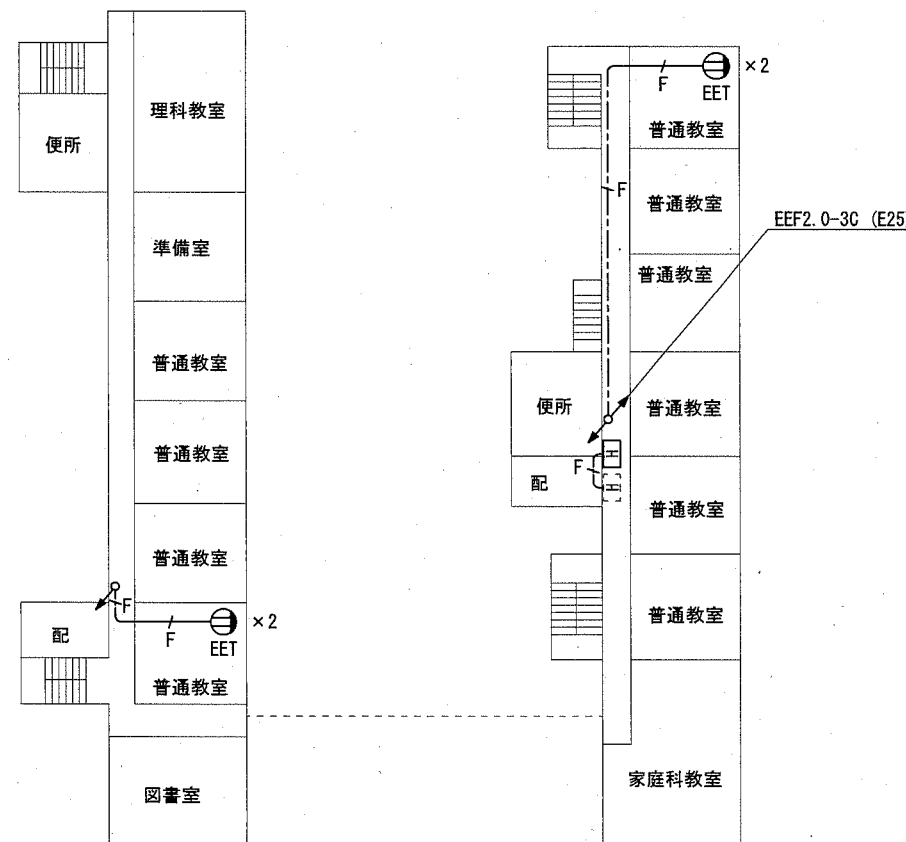 理科教室
便所
準備室
普通教室
普通教室
普通教室
F
配
F
EET
×2
普通教室
図書室
F
EET
×2
普通教室
F
普通教室
EEF2.0-3C (E25
普通教室
便所
普通教室
F
H
H
配
普通教室
普通教室
家庭科教室